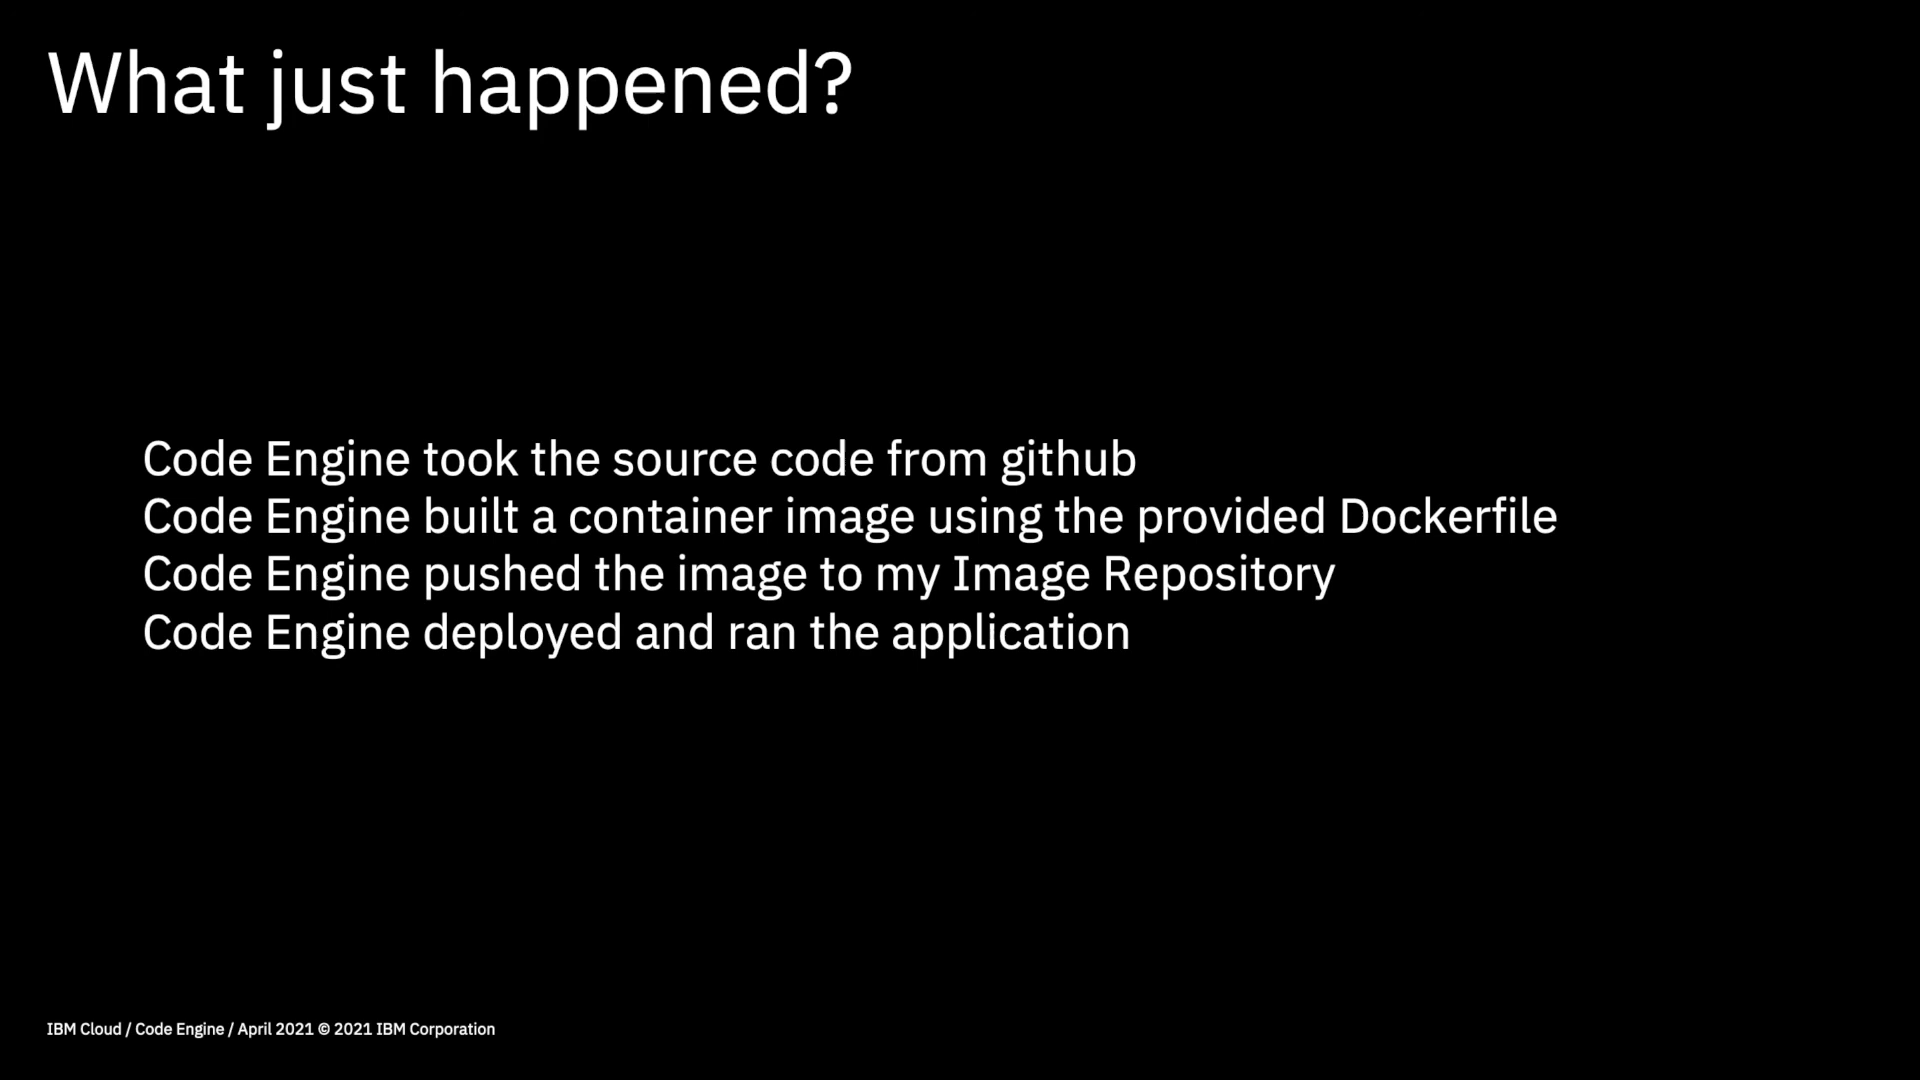 What just happened?
Code Engine took the source code from github
Code Engine built a container image using the provided Dockerfile
Code Engine pushed the image to my Image Repository
Code Engine deployed and ran the application
IBM Cloud / Code Engine / April 2021 © 2021 IBM Corporation